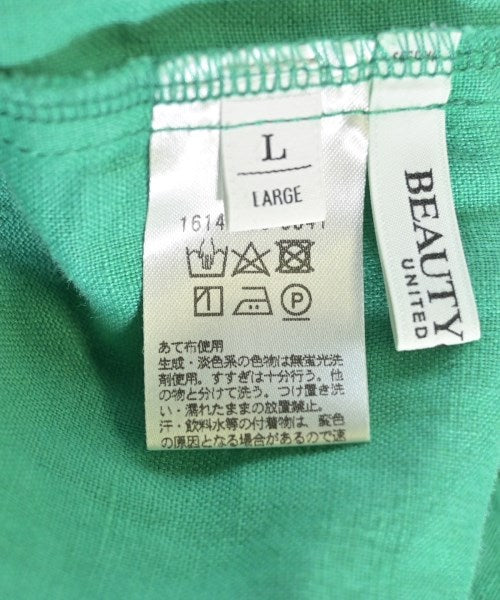 L
LARGE
1614
P
あて布使用
生成・淡色系の色物は無蛍光洗
剤使用。すすぎは十分行う。他
の物と分けて洗う。つけ置き洗
い・濡れたままの放置厳止。
汗・飲料水等の付着物は、変色
の原因となる場合があるので速
BEAUTY
UNITED